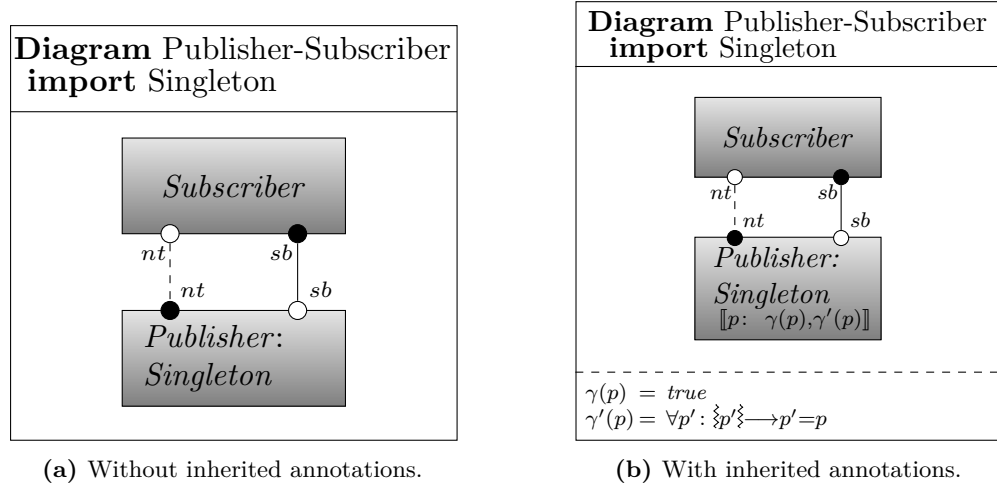 Diagram Publisher-Subscriber
import Singleton
Subscriber
nt
sb
nt
sb
Publisher:
Singleton
(a) Without inherited annotations.
Diagram Publisher-Subscriber
import Singleton
Subscriber
nt
sb
nt
sb
Publisher:
Singleton
⟦p: γ(p),γ′(p)⟧
γ(p) = true
γ′(p) = ∀p′: ⦚p′⦚⟶p′=p
(b) With inherited annotations.